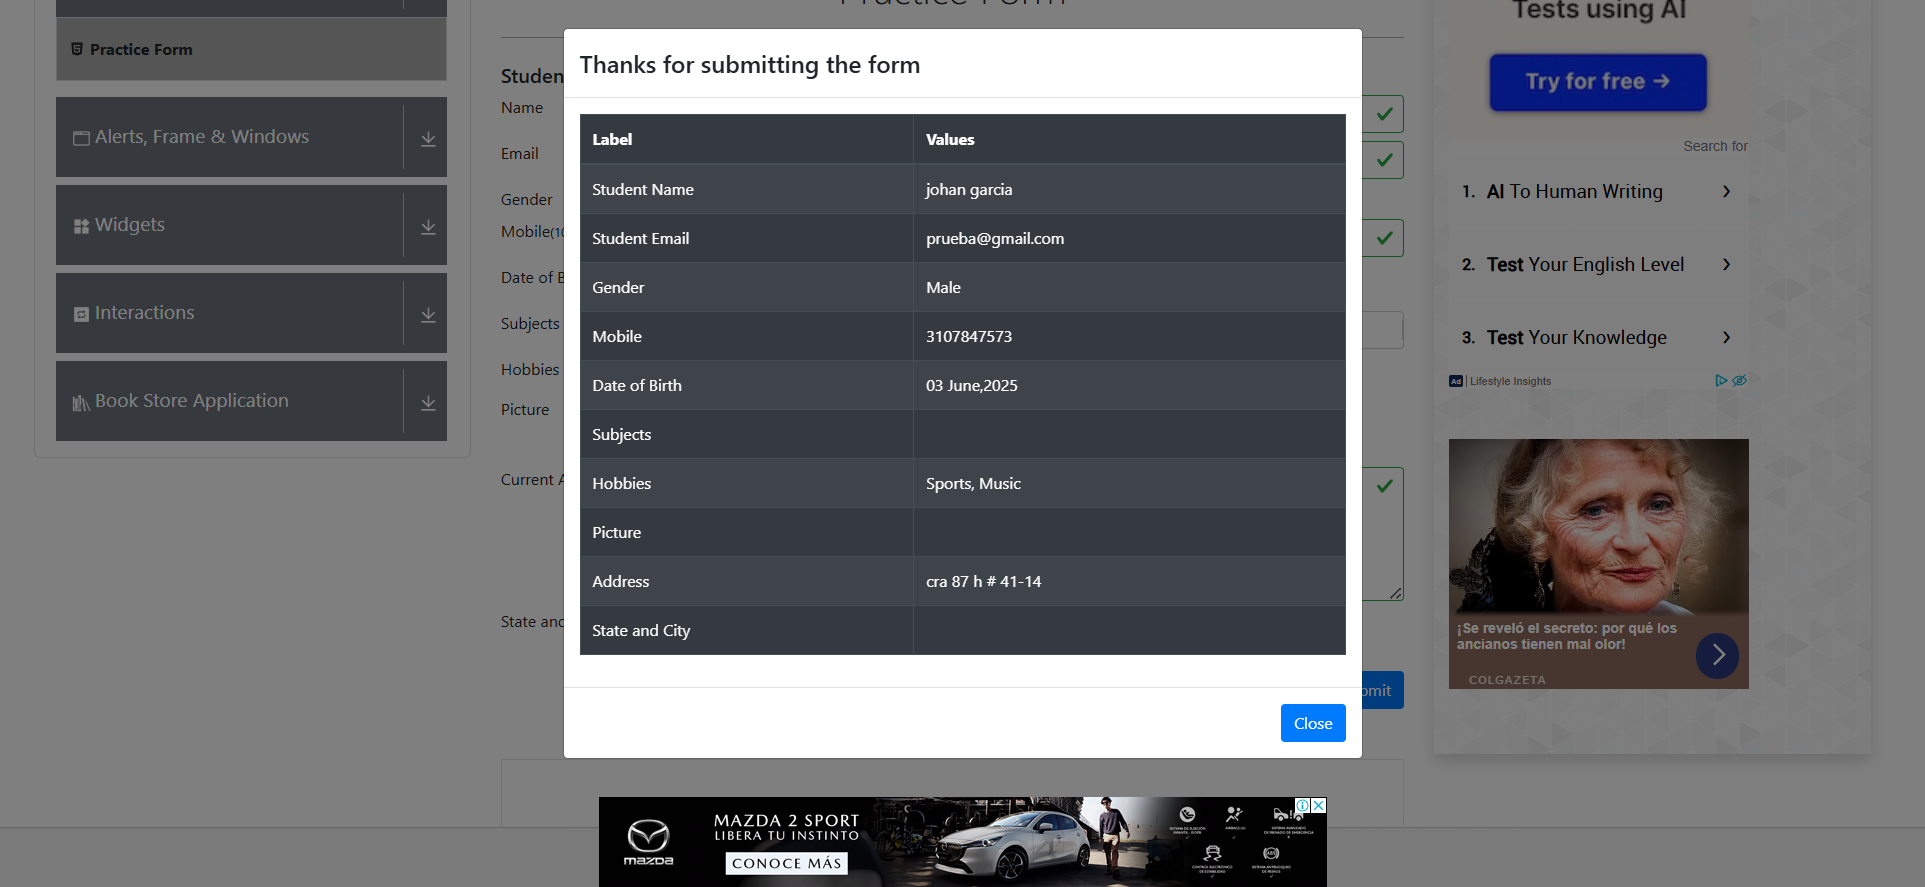 Practice Form
Practice Form
Alerts, Frame & Windows
Widgets
Interactions
Book Store Application
Studen
Name
Email
Gender
Mobile(10
Date of B
Subjects
Hobbies
Picture
Current A
State and
Thanks for submitting the form
Label Values
Student Name johan garcia
Student Email prueba@gmail.com
Gender Male
Mobile 3107847573
Date of Birth 03 June,2025
Subjects
Hobbies Sports, Music
Picture
Address cra 87 h # 41-14
State and City
Close
omit
Tests using AI
Try for free →
Search for
1. AI To Human Writing
2. Test Your English Level
3. Test Your Knowledge
Ad | Lifestyle Insights
¡Se reveló el secreto: por qué los
ancianos tienen mal olor!
COLGAZETA
mazda
MAZDA 2 SPORT
LIBERA TU INSTINTO
CONOCE MÁS